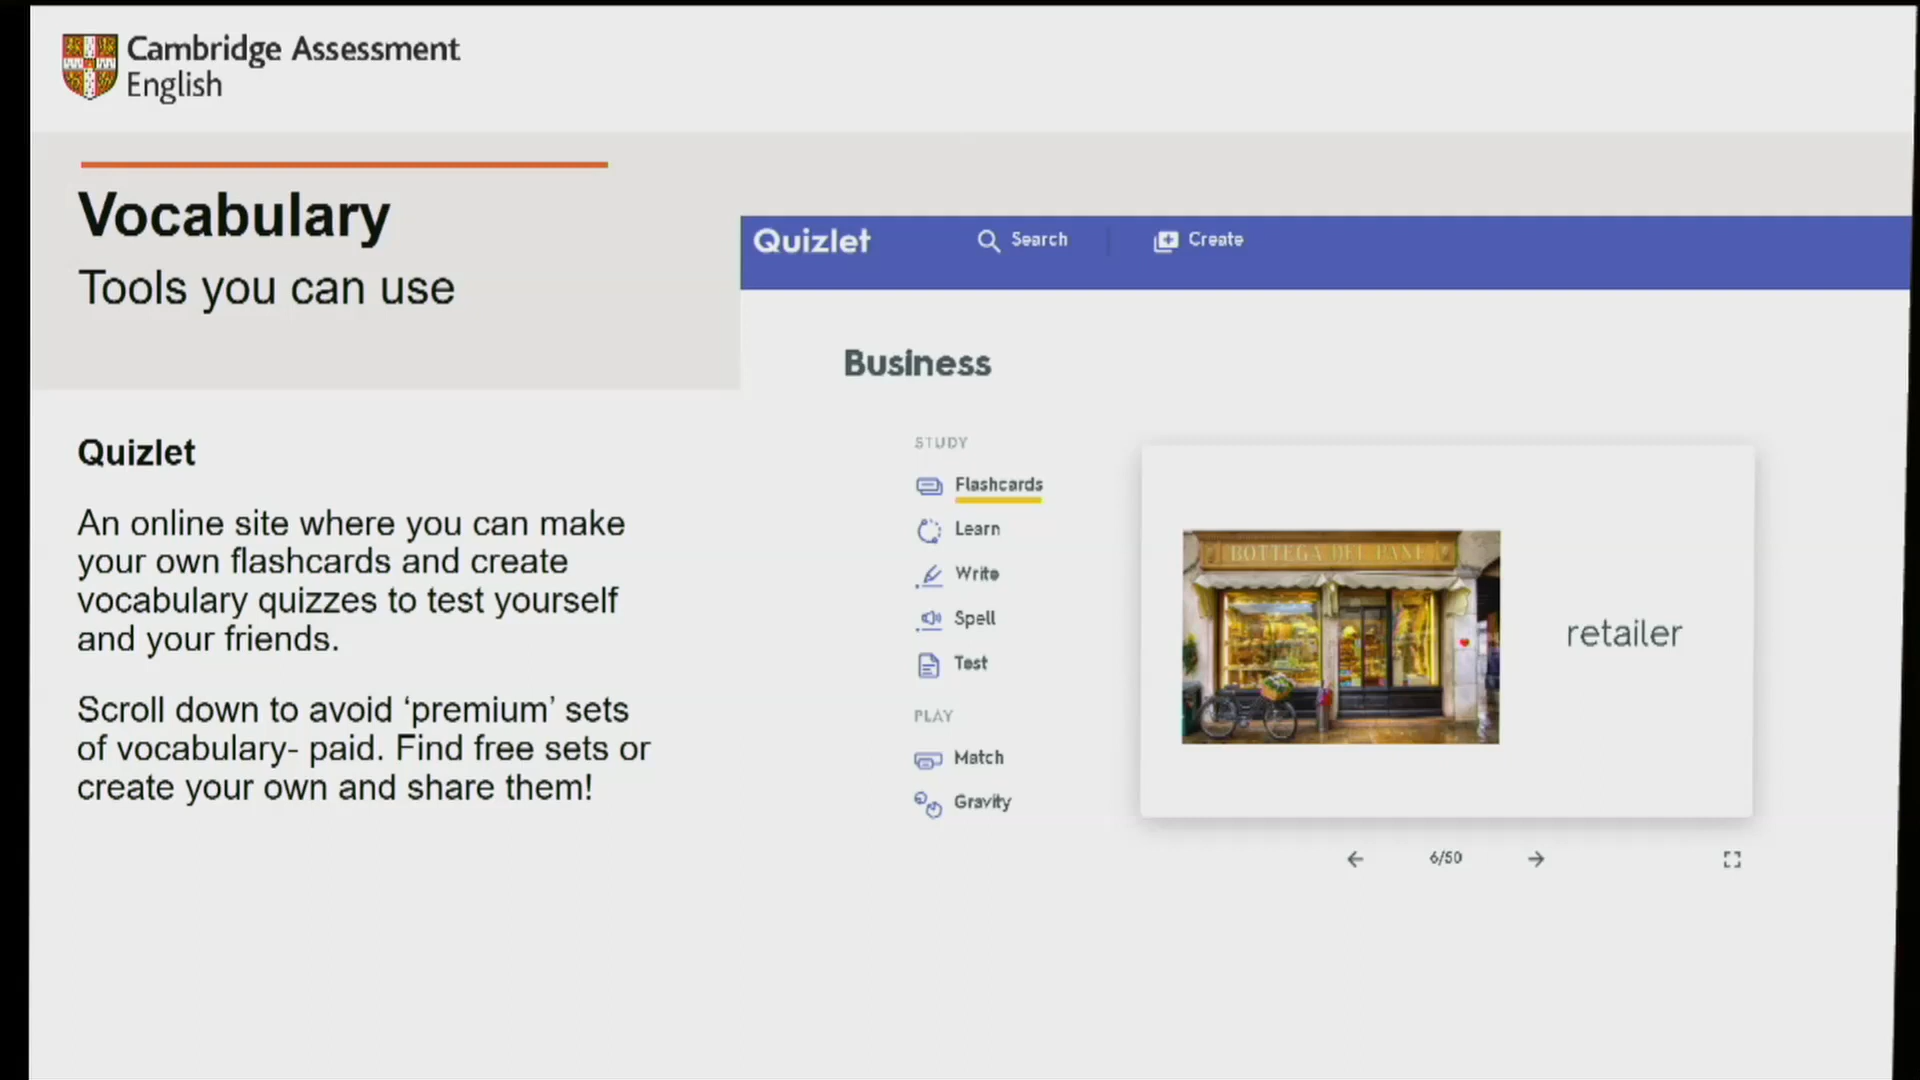 Cambridge Assessment
English
Vocabulary
Tools you can use
Quizlet
An online site where you can make
your own flashcards and create
vocabulary quizzes to test yourself
and your friends.
Scroll down to avoid ‘premium’ sets
of vocabulary- paid. Find free sets or
create your own and share them!
Quizlet
Search
Create
Business
STUDY
Flashcards
Learn
Write
Spell
Test
PLAY
Match
Gravity
BOTTEGA DEL PANE
retailer
6/50